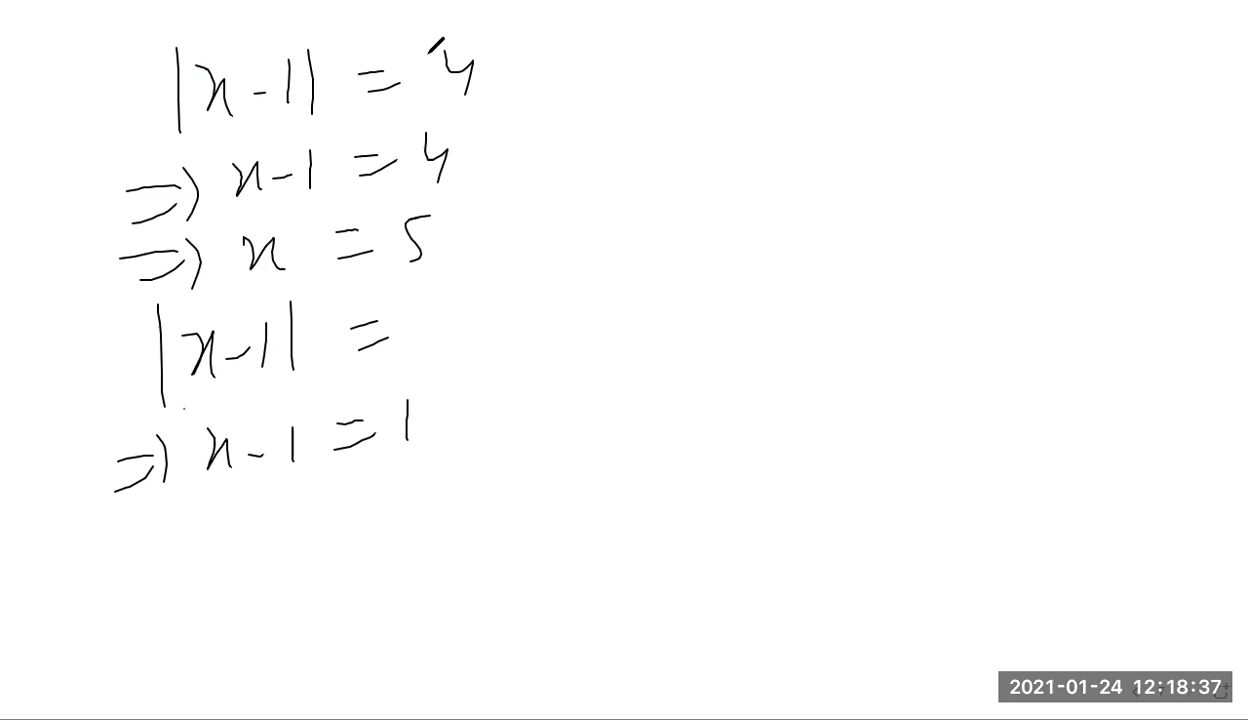 |x-1| = 4
⇒ x-1 = 4
⇒ x = 5
|x-1| =
⇒ x-1 = 1
2021-01-24 12:18:37